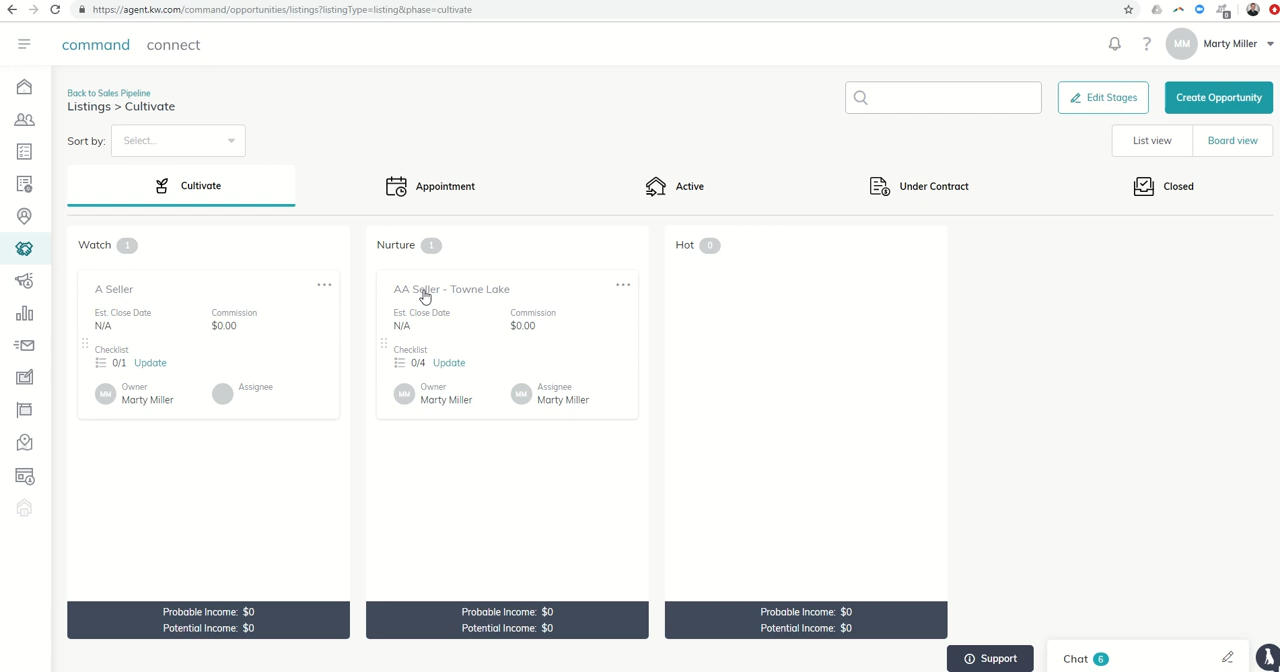 https://agent.kw.com/command/opportunities/listings?listingType=listing&phase=cultivate
command connect
MM Marty Miller
Back to Sales Pipeline
Listings > Cultivate
Edit Stages
Create Opportunity
Sort by: Select...
List view
Board view
Cultivate
Appointment
Active
Under Contract
Closed
Watch 1
Nurture 1
Hot 0
A Seller
Est. Close Date Commission
N/A $0.00
Checklist
0/1 Update
MM Owner Assignee
Marty Miller
AA Seller - Towne Lake
Est. Close Date Commission
N/A $0.00
Checklist
0/4 Update
MM Owner MM Assignee
Marty Miller Marty Miller
Probable Income: $0
Potential Income: $0
Probable Income: $0
Potential Income: $0
Probable Income: $0
Potential Income: $0
Support
Chat 6